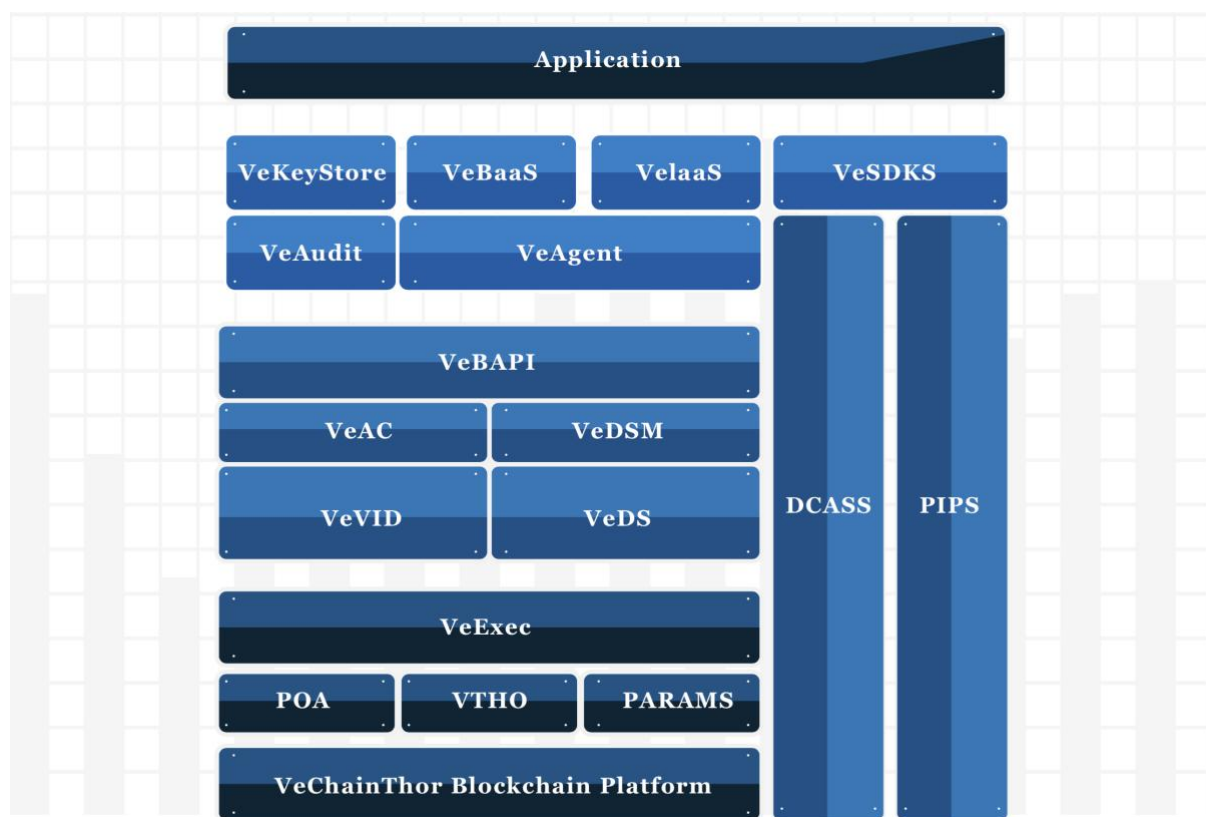 Application
VeKeyStore
VeBaaS
VelaaS
VeSDKS
VeAudit
VeAgent
VeBAPI
VeAC
VeDSM
VeVID
VeDS
DCASS
PIPS
VeExec
POA
VTHO
PARAMS
VeChainThor Blockchain Platform